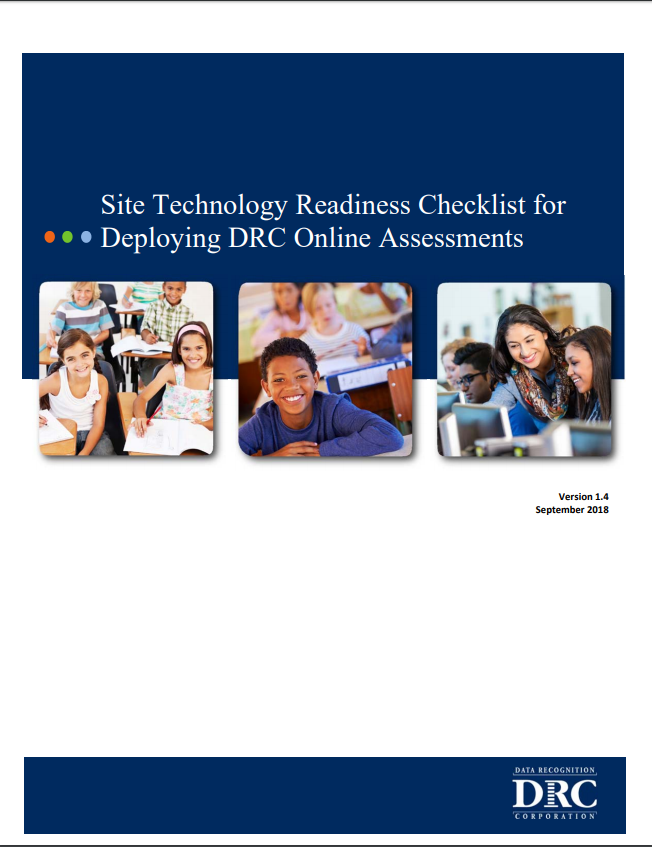 Site Technology Readiness Checklist for
Deploying DRC Online Assessments
Version 1.4
September 2018
DATA RECOGNITION
DRC
CORPORATION